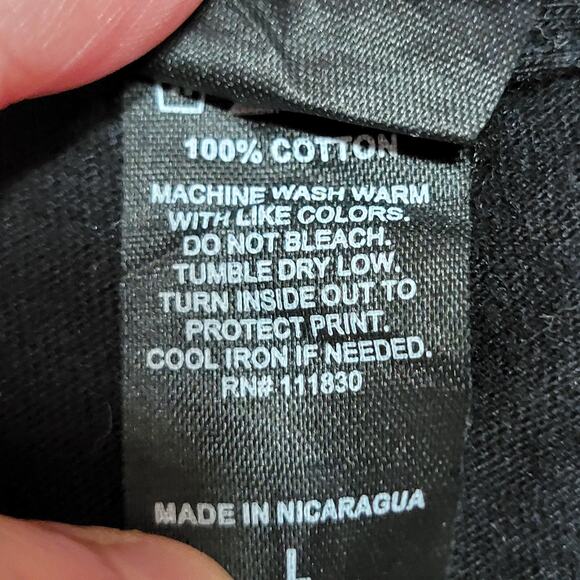 100% COTTON
MACHINE WASH WARM
WITH LIKE COLORS.
DO NOT BLEACH.
TUMBLE DRY LOW.
TURN INSIDE OUT TO
PROTECT PRINT.
COOL IRON IF NEEDED.
RN# 111830
MADE IN NICARAGUA
L